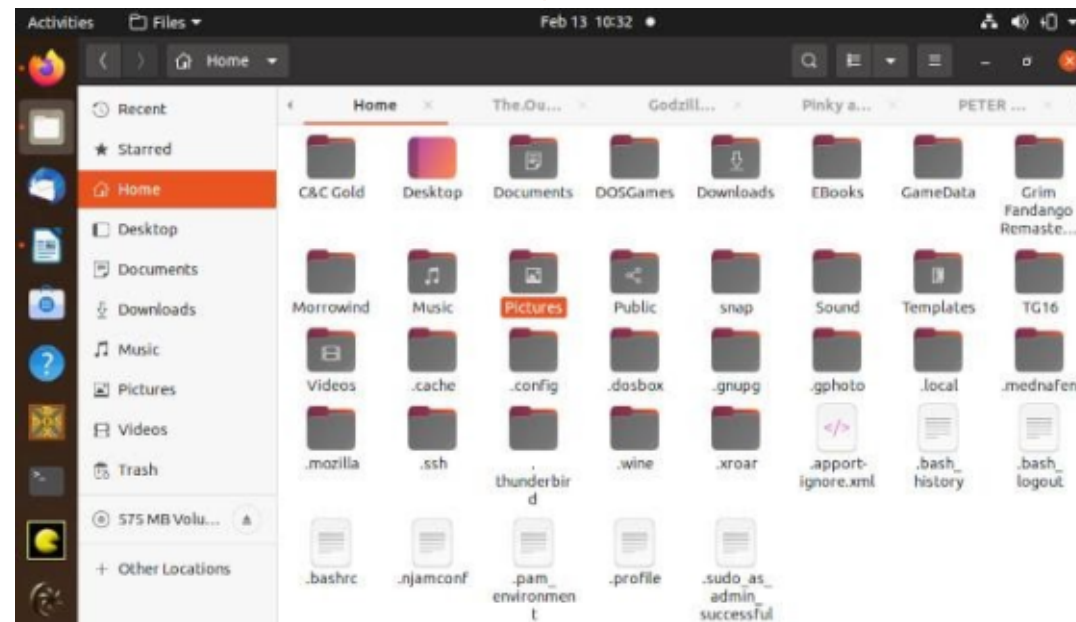 Activities Files Feb 13 10:32
Home
Recent
Starred
Home
Desktop
Documents
Downloads
Music
Pictures
Videos
Trash
575 MB Volu...
+ Other Locations
Home The.Ou... Godzill... Pinky a... PETER ...
C&C Gold Desktop Documents DOSGames Downloads EBooks GameData Grim
Fandango
Remaste...
Morrowind Music Pictures Public snap Sound Templates TG16
Videos .cache .config .dosbox .gnupg .gphoto .local .mednafen
.mozilla .ssh .thunderbir .wine .xroar .apport- .bash_ .bash_
d ignore.xml history logout
.bashrc .njamconf .pam_ .profile .sudo_as_
environmen admin_
t successful